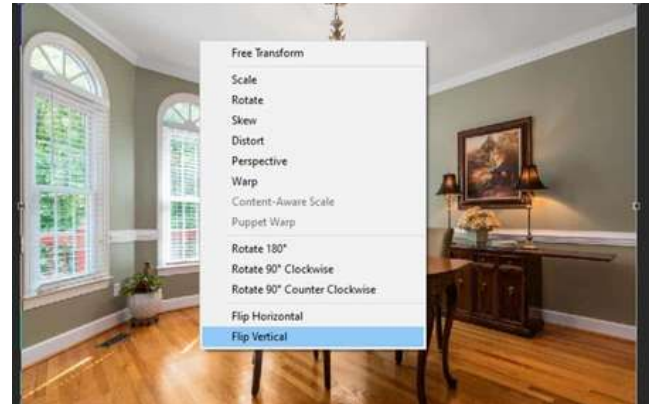 Free Transform
Scale
Rotate
Skew
Distort
Perspective
Warp
Content-Aware Scale
Puppet Warp
Rotate 180°
Rotate 90° Clockwise
Rotate 90° Counter Clockwise
Flip Horizontal
Flip Vertical